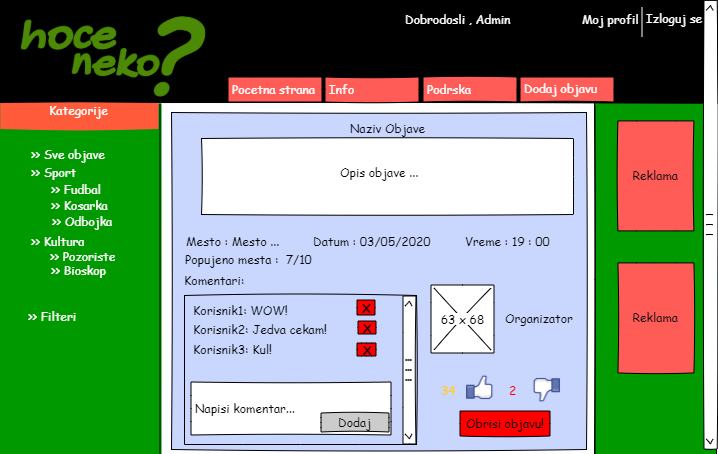 hoce
neko?
Dobrodosli , Admin
Moj profil
Izloguj se
Pocetna strana
Info
Podrska
Dodaj objavu
Kategorije
>> Sve objave
>> Sport
>> Fudbal
>> Kosarka
>> Odbojka
>> Kultura
>> Pozoriste
>> Bioskop
>> Filteri
Naziv Objave
Opis objave ...
Mesto : Mesto ...
Datum : 03/05/2020
Vreme : 19 : 00
Popujeno mesta : 7/10
Komentari:
Korisnik1: WOW!
X
Korisnik2: Jedva cekam!
X
Korisnik3: Kul!
X
Napisi komentar...
Dodaj
63 x 68
Organizator
34
2
Obrisi objavu!
Reklama
Reklama